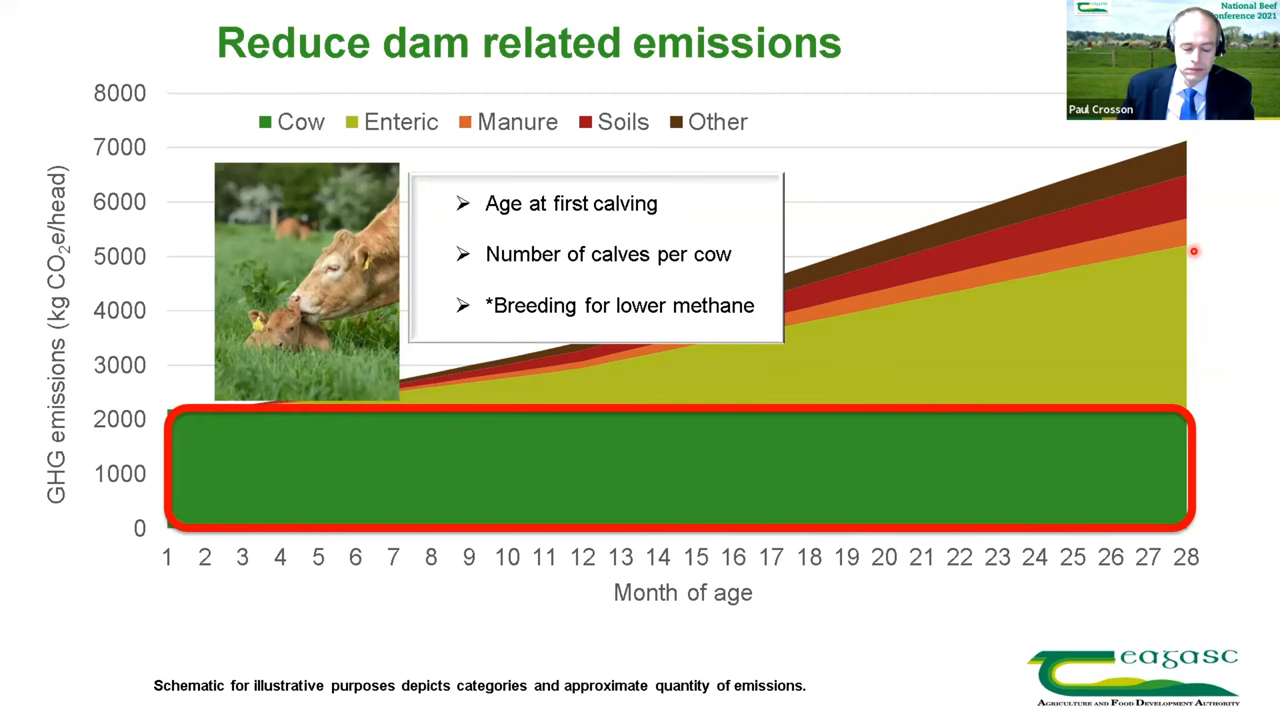 Reduce dam related emissions
National Beef
Conference 2021
Paul Crosson
8000
7000
6000
5000
4000
3000
2000
1000
0
GHG emissions (kg CO₂e/head)
Cow Enteric Manure Soils Other
➢ Age at first calving
➢ Number of calves per cow
➢ *Breeding for lower methane
1 2 3 4 5 6 7 8 9 10 11 12 13 14 15 16 17 18 19 20 21 22 23 24 25 26 27 28
Month of age
Schematic for illustrative purposes depicts categories and approximate quantity of emissions.
Teagasc
AGRICULTURE AND FOOD DEVELOPMENT AUTHORITY